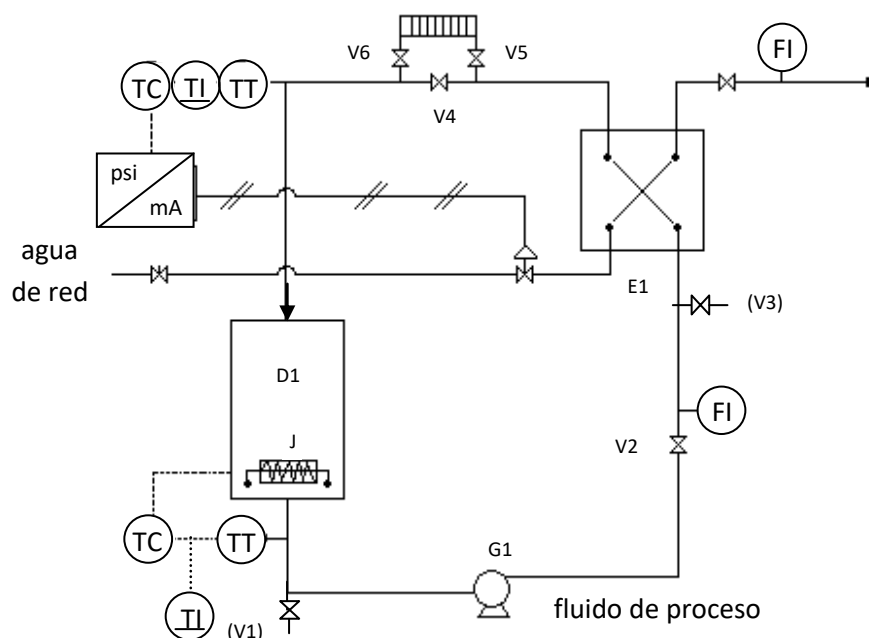 FI
V6
V5
TC
TI
TT
V4
psi
mA
agua
de red
E1
(V3)
D1
FI
J
V2
TC
TT
G1
TI
(V1)
fluido de proceso